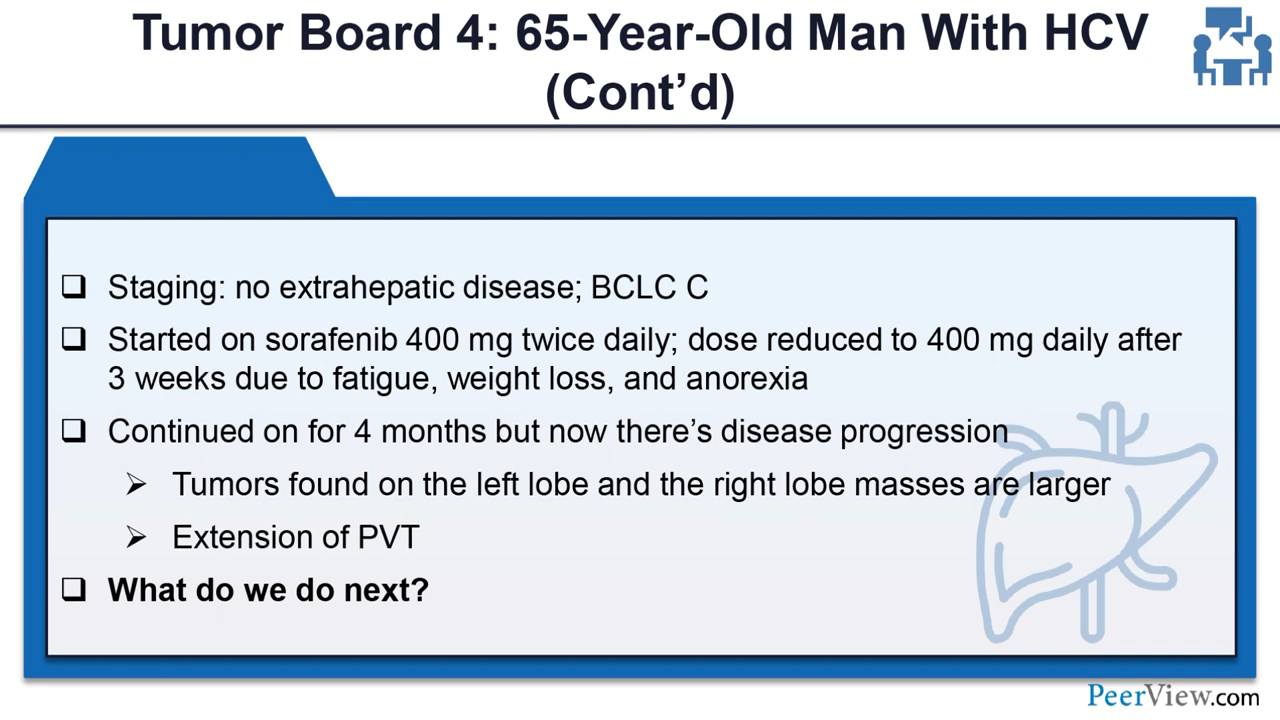 Tumor Board 4: 65-Year-Old Man With HCV
(Cont’d)
❑ Staging: no extrahepatic disease; BCLC C
❑ Started on sorafenib 400 mg twice daily; dose reduced to 400 mg daily after
3 weeks due to fatigue, weight loss, and anorexia
❑ Continued on for 4 months but now there’s disease progression
➢ Tumors found on the left lobe and the right lobe masses are larger
➢ Extension of PVT
❑ What do we do next?
PeerView.com